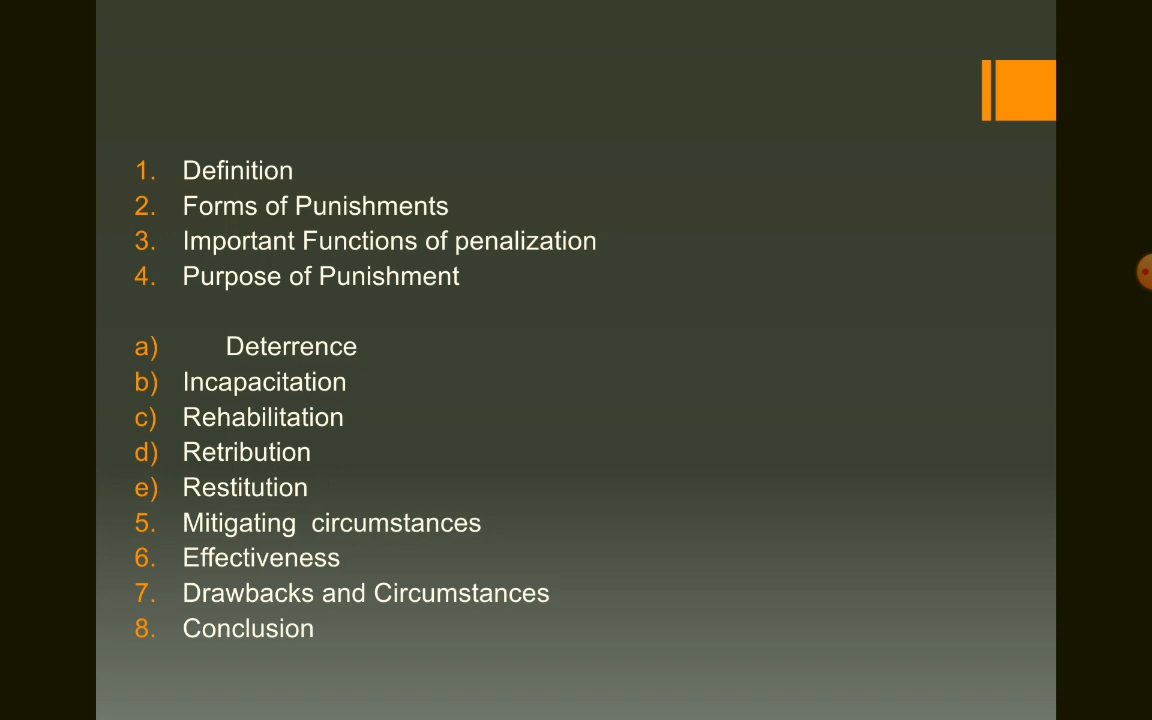 1. Definition
2. Forms of Punishments
3. Important Functions of penalization
4. Purpose of Punishment
a) Deterrence
b) Incapacitation
c) Rehabilitation
d) Retribution
e) Restitution
5. Mitigating circumstances
6. Effectiveness
7. Drawbacks and Circumstances
8. Conclusion